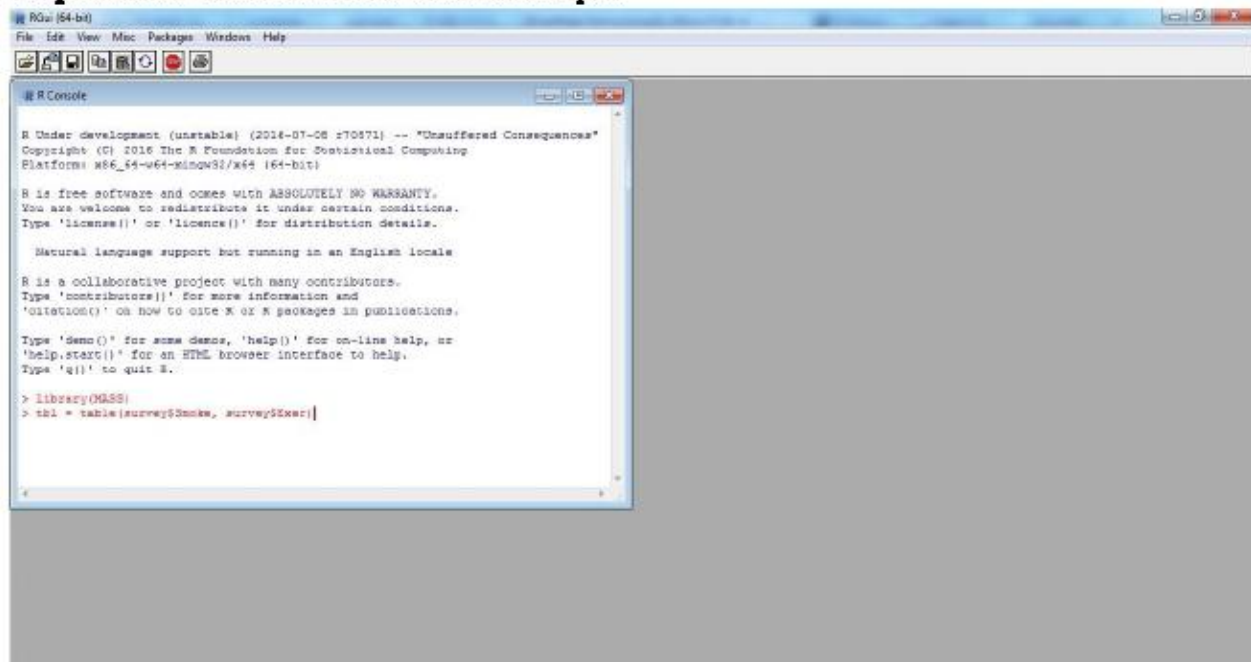 RGui (64-bit)
File Edit View Misc Packages Windows Help
R Console
R Under development (unstable) (2016-07-08 r70871) -- "Unsuffered Consequences"
Copyright (C) 2016 The R Foundation for Statistical Computing
Platform: x86_64-w64-mingw32/x64 (64-bit)
R is free software and comes with ABSOLUTELY NO WARRANTY.
You are welcome to redistribute it under certain conditions.
Type 'license()' or 'licence()' for distribution details.
Natural language support but running in an English locale
R is a collaborative project with many contributors.
Type 'contributors()' for more information and
'citation()' on how to cite R or R packages in publications.
Type 'demo()' for some demos, 'help()' for on-line help, or
'help.start()' for an HTML browser interface to help.
Type 'q()' to quit R.
> library(MASS)
> tbl = table(survey$Smoke, survey$Exer)